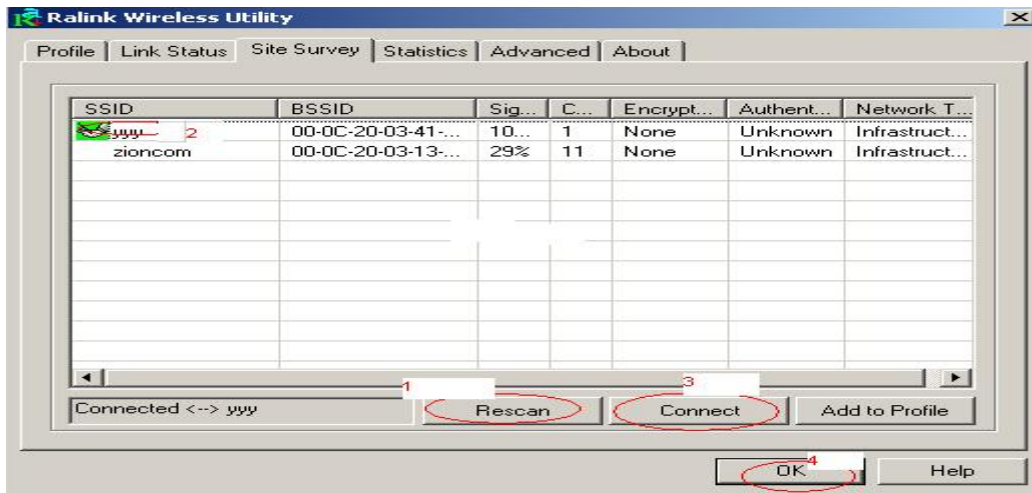 Ralink Wireless Utility
Profile Link Status Site Survey Statistics Advanced About
SSID BSSID Sig... C... Encrypt... Authent... Network T...
yyy 2 00-0C-20-03-41-... 10... 1 None Unknown Infrastruct...
zioncom 00-0C-20-03-13-... 29% 11 None Unknown Infrastruct...
1 3
Connected <--> yyy Rescan Connect Add to Profile
4
OK Help